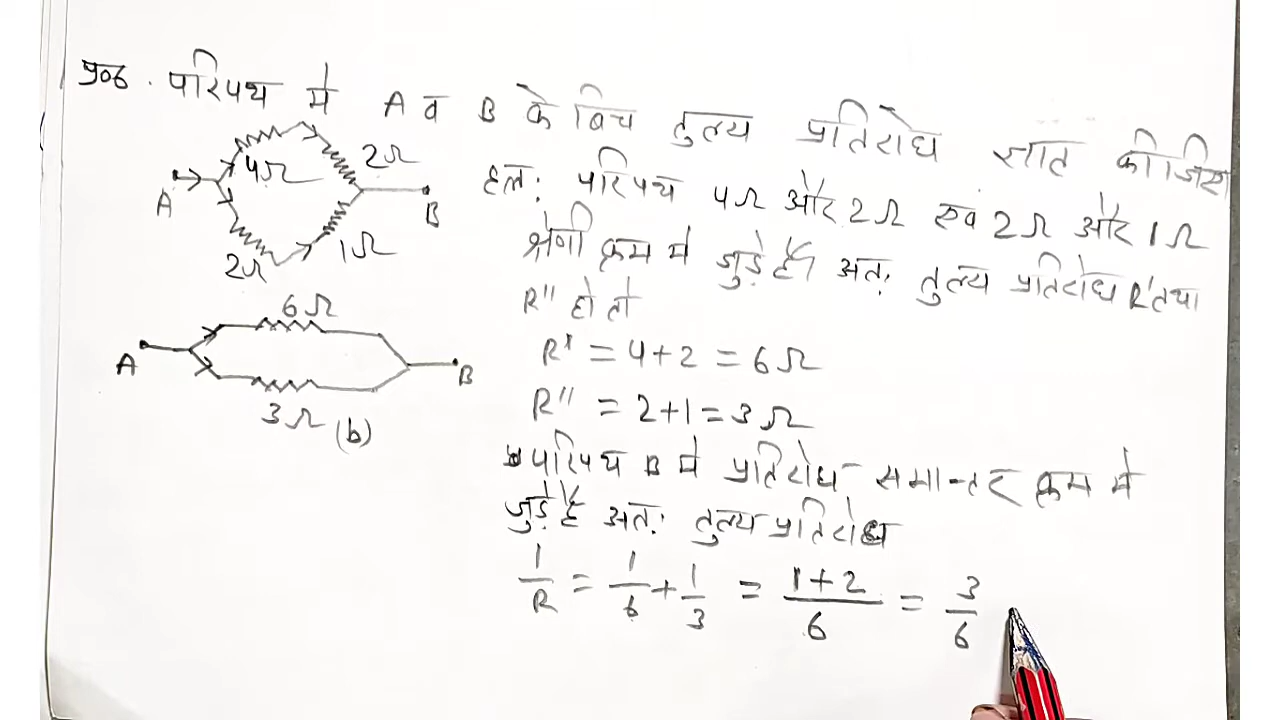 प्र०6. परिपथ में A व B के बिच तुल्य प्रतिरोध ज्ञात कीजिए
4Ω
2Ω
A
B
2Ω
1Ω
6Ω
A
B
3Ω (b)
हल: परिपथ 4Ω और 2Ω एवं 2Ω और 1Ω
श्रेणी क्रम में जुड़े हैं। अत: तुल्य प्रतिरोध R' तथा
R'' हो तो
R' = 4+2 = 6Ω
R'' = 2+1 = 3Ω
परिपथ B में प्रतिरोध समान्तर क्रम में
जुड़े हैं अत: तुल्य प्रतिरोध
1/R = 1/6 + 1/3 = 1+2/6 = 3/6